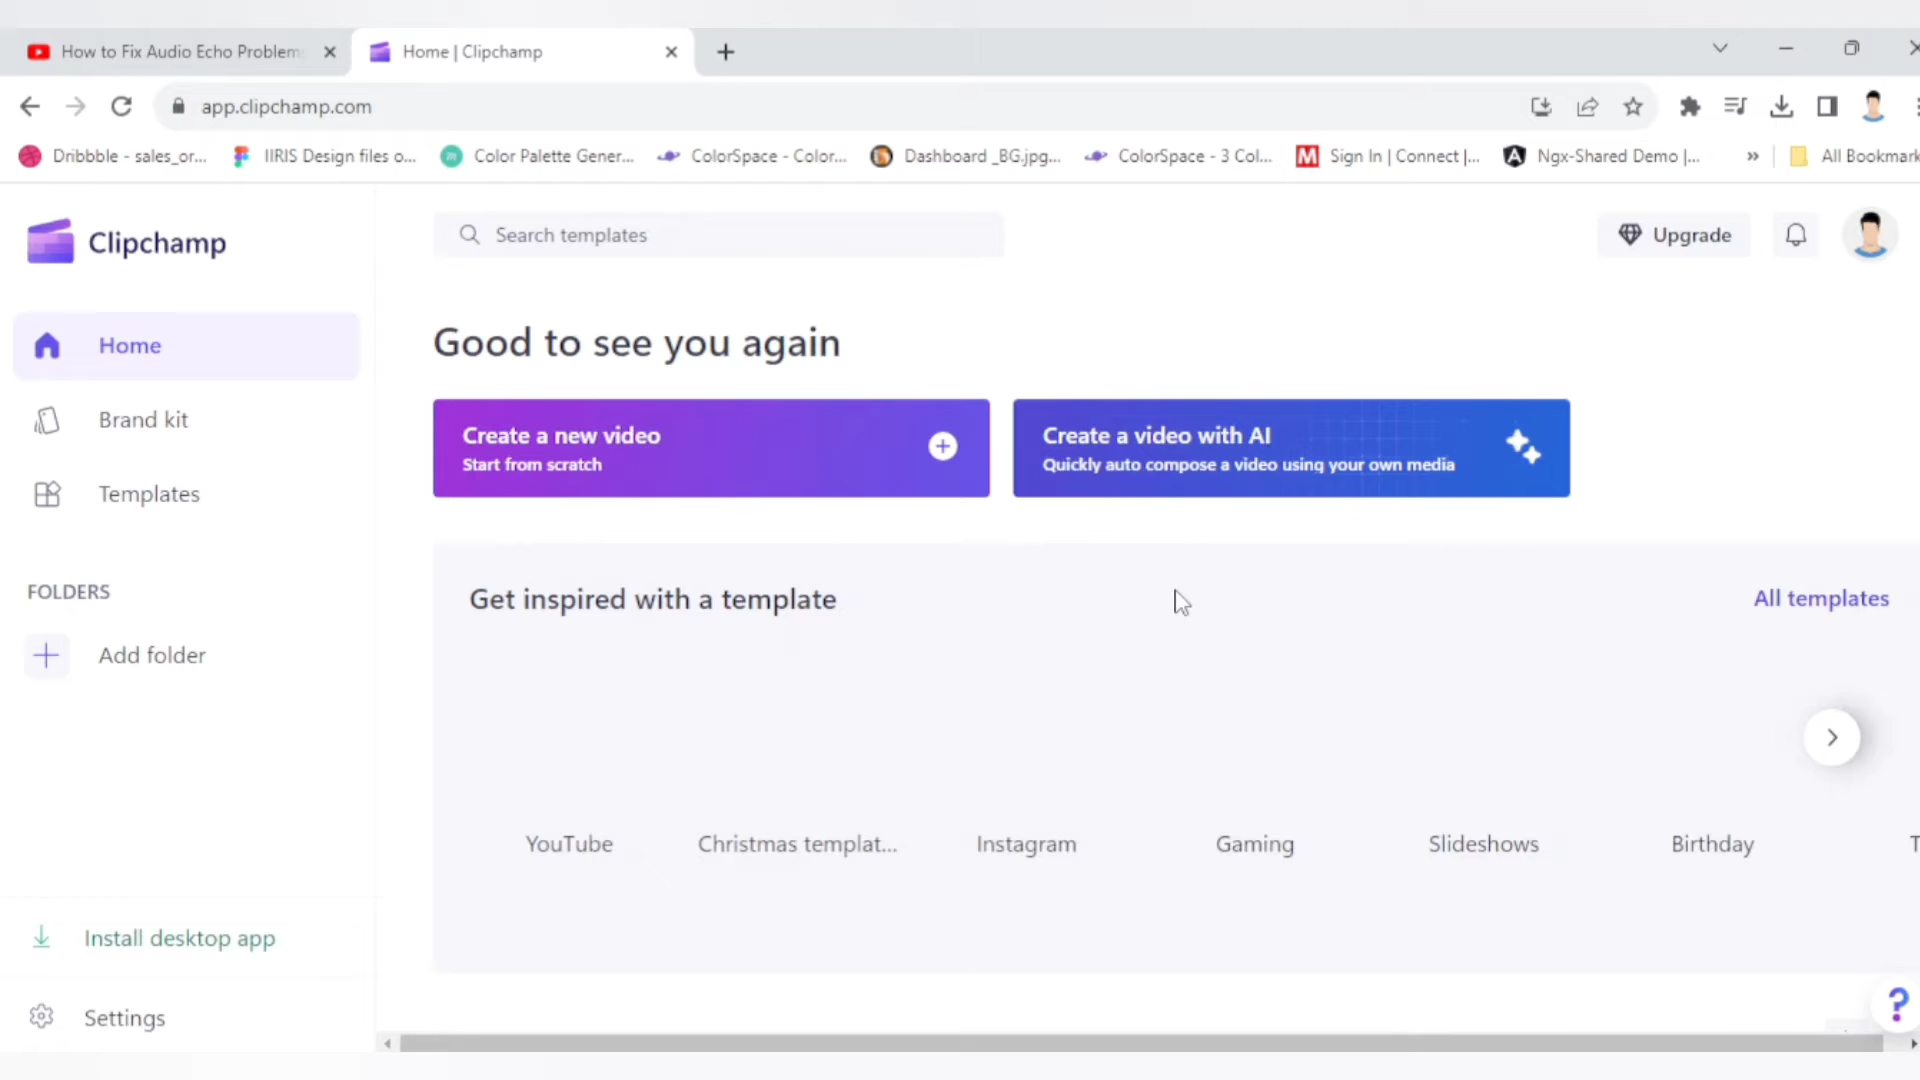 How to Fix Audio Echo Problem
Home | Clipchamp
app.clipchamp.com
Dribbble - sales_or...
IIRIS Design files o...
Color Palette Gener...
ColorSpace - Color...
Dashboard _BG.jpg...
ColorSpace - 3 Col...
M
Sign In | Connect |...
Ngx-Shared Demo |...
»
All Bookmark
Clipchamp
Search templates
Upgrade
Home
Good to see you again
Brand kit
Create a new video
Start from scratch
Create a video with AI
Quickly auto compose a video using your own media
Templates
FOLDERS
Get inspired with a template
All templates
Add folder
YouTube
Christmas templat...
Instagram
Gaming
Slideshows
Birthday
T
Install desktop app
Settings
?